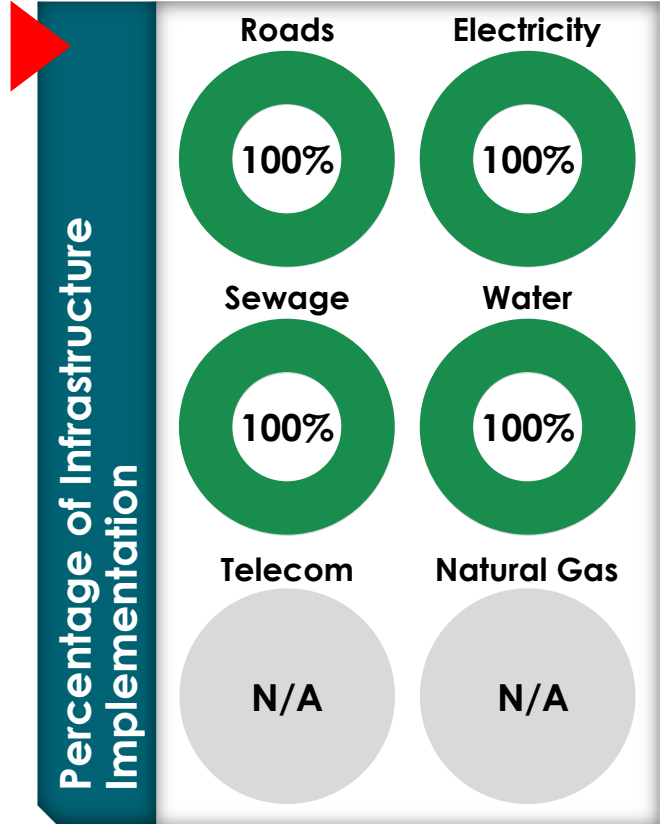 Percentage of Infrastructure
Implementation
Roads
100%
Electricity
100%
Sewage
100%
Water
100%
Telecom
N/A
Natural Gas
N/A